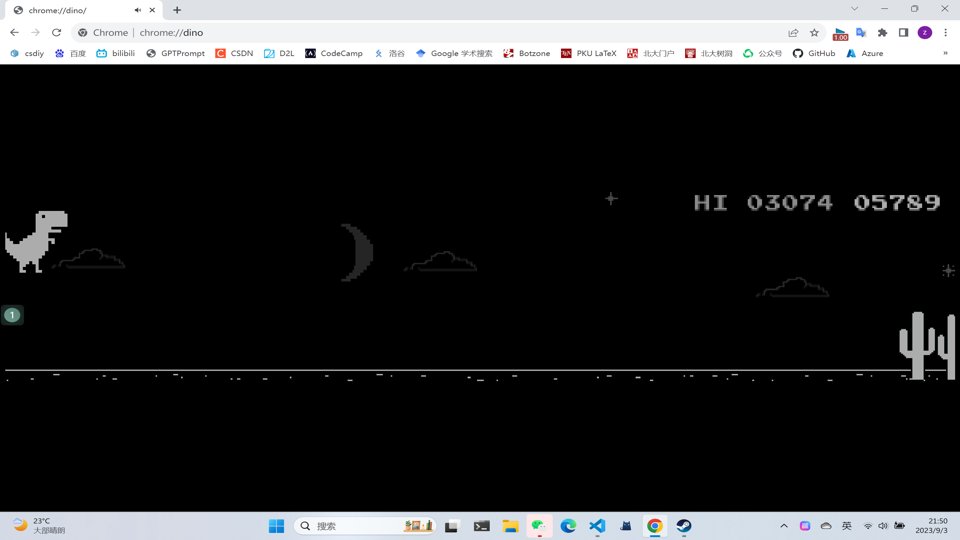 chrome://dino/
Chrome | chrome://dino
1.00
z
csdiy 百度 bilibili GPTPrompt CSDN D2L CodeCamp 洛谷 Google 学术搜索 Botzone PKU LaTeX 北大门户 北大树洞 公众号 GitHub Azure »
HI 03074 05789
1
23°C
大部晴朗
搜索
英
21:50
2023/9/3